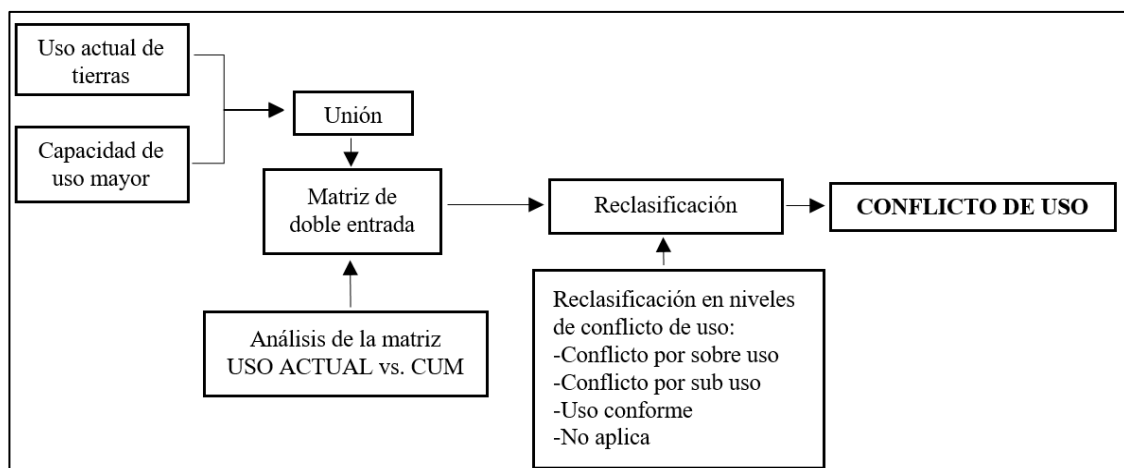 Uso actual de
tierras
Capacidad de
uso mayor
Unión
Matriz de
doble entrada
Análisis de la matriz
USO ACTUAL vs. CUM
Reclasificación
Reclasificación en niveles
de conflicto de uso:
-Conflicto por sobre uso
-Conflicto por sub uso
-Uso conforme
-No aplica
CONFLICTO DE USO